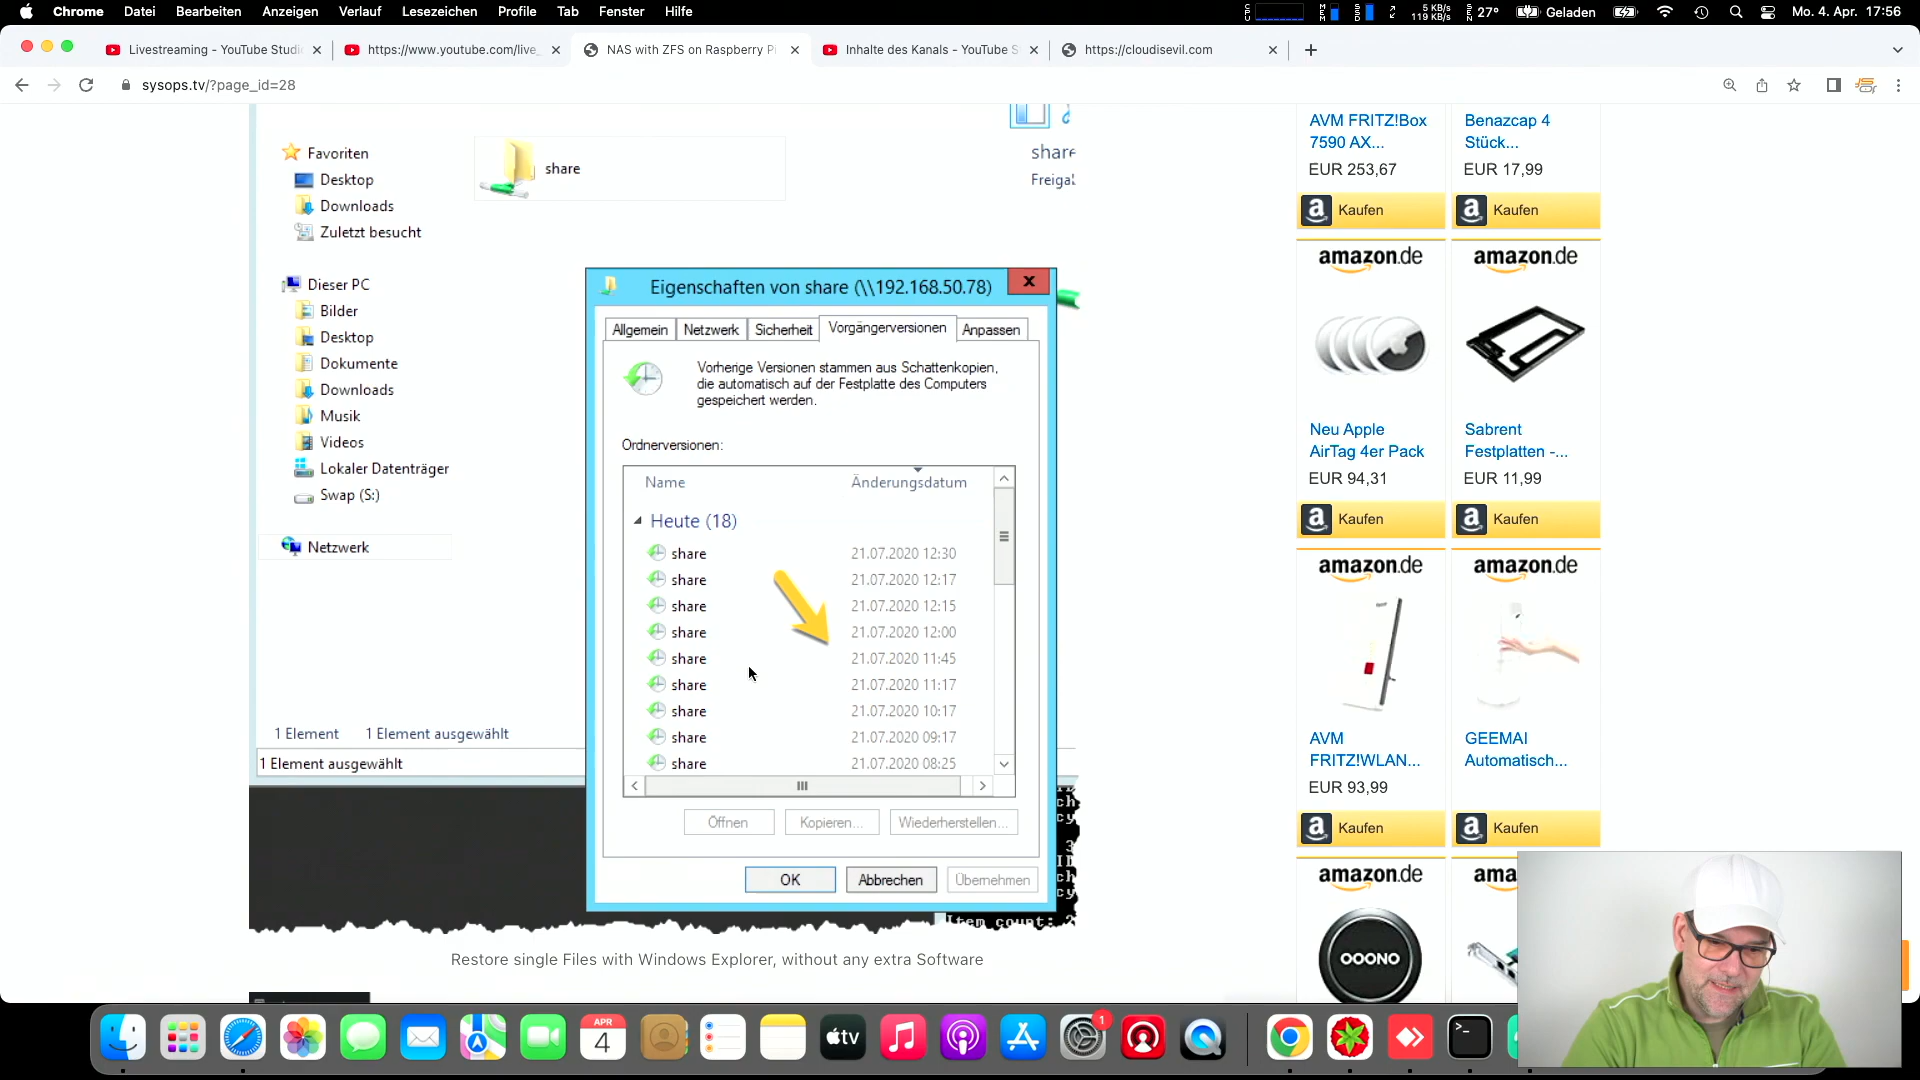 Chrome Datei Bearbeiten Anzeigen Verlauf Lesezeichen Profile Tab Fenster Hilfe
5 KB/s
119 KB/s
27° Geladen Mo. 4. Apr. 17:56
Livestreaming - YouTube Studi
https://www.youtube.com/live_
NAS with ZFS on Raspberry Pi
Inhalte des Kanals - YouTube S
https://cloudisevil.com
sysops.tv/?page_id=28
Favoriten
Desktop
Downloads
Zuletzt besucht
Dieser PC
Bilder
Desktop
Dokumente
Downloads
Musik
Videos
Lokaler Datenträger
Swap (S:)
Netzwerk
share
share
Freigal
1 Element 1 Element ausgewählt
1 Element ausgewählt
Eigenschaften von share (\\192.168.50.78)
x
Allgemein Netzwerk Sicherheit Vorgängerversionen Anpassen
Vorherige Versionen stammen aus Schattenkopien,
die automatisch auf der Festplatte des Computers
gespeichert werden.
Ordnerversionen:
Name Änderungsdatum
Heute (18)
share 21.07.2020 12:30
share 21.07.2020 12:17
share 21.07.2020 12:15
share 21.07.2020 12:00
share 21.07.2020 11:45
share 21.07.2020 11:17
share 21.07.2020 10:17
share 21.07.2020 09:17
share 21.07.2020 08:25
Öffnen Kopieren... Wiederherstellen...
OK Abbrechen Übernehmen
Item count: 2
Restore single Files with Windows Explorer, without any extra Software
AVM FRITZ!Box
7590 AX...
EUR 253,67
Kaufen
Benazcap 4
Stück...
EUR 17,99
Kaufen
amazon.de
Neu Apple
AirTag 4er Pack
EUR 94,31
Kaufen
amazon.de
Sabrent
Festplatten -...
EUR 11,99
Kaufen
amazon.de
AVM
FRITZ!WLAN...
EUR 93,99
Kaufen
amazon.de
GEEMAI
Automatisch...
Kaufen
amazon.de
OOONO
ama
APR
4
tv
1